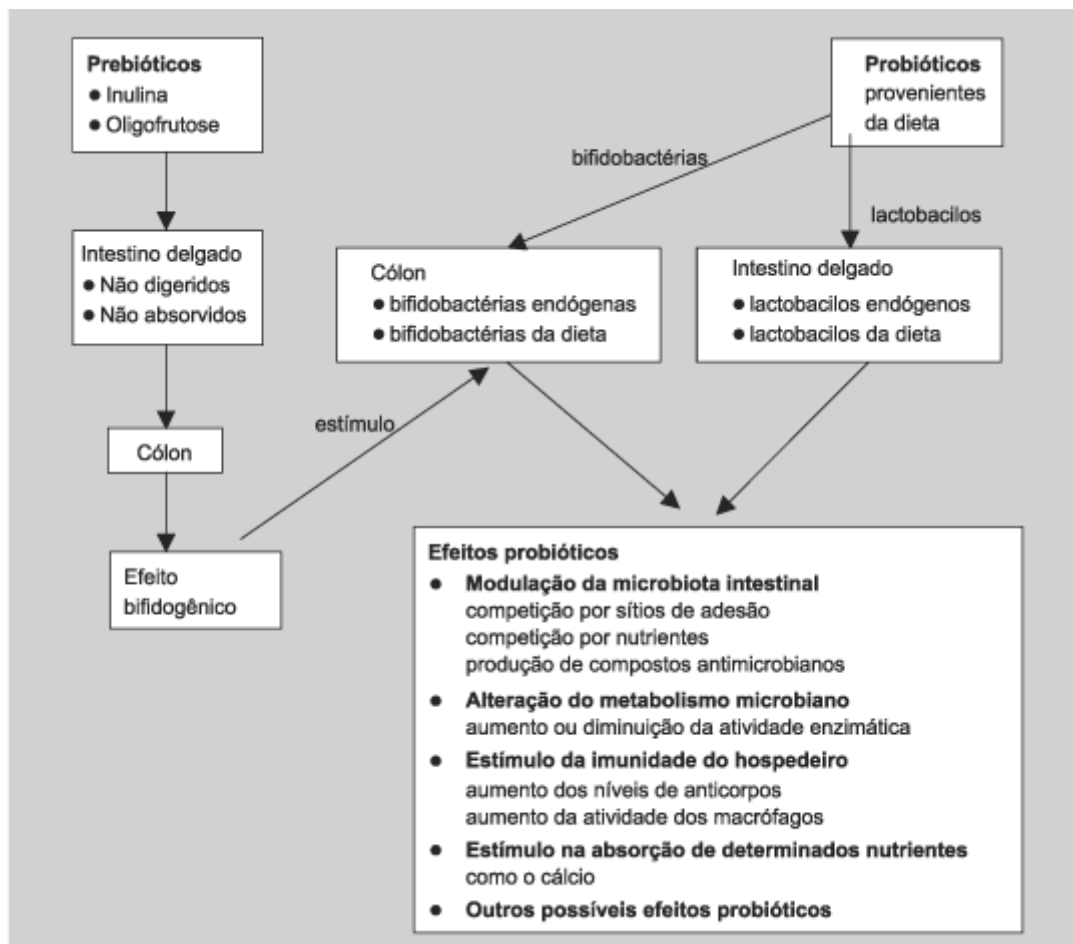 Prebióticos
● Inulina
● Oligofrutose
Intestino delgado
● Não digeridos
● Não absorvidos
Cólon
Efeito
bifidogênico
estímulo
Probióticos
provenientes
da dieta
bifidobactérias
lactobacilos
Cólon
● bifidobactérias endógenas
● bifidobactérias da dieta
Intestino delgado
● lactobacilos endógenos
● lactobacilos da dieta
Efeitos probióticos
● Modulação da microbiota intestinal
competição por sítios de adesão
competição por nutrientes
produção de compostos antimicrobianos
● Alteração do metabolismo microbiano
aumento ou diminuição da atividade enzimática
● Estímulo da imunidade do hospedeiro
aumento dos níveis de anticorpos
aumento da atividade dos macrófagos
● Estímulo na absorção de determinados nutrientes
como o cálcio
● Outros possíveis efeitos probióticos